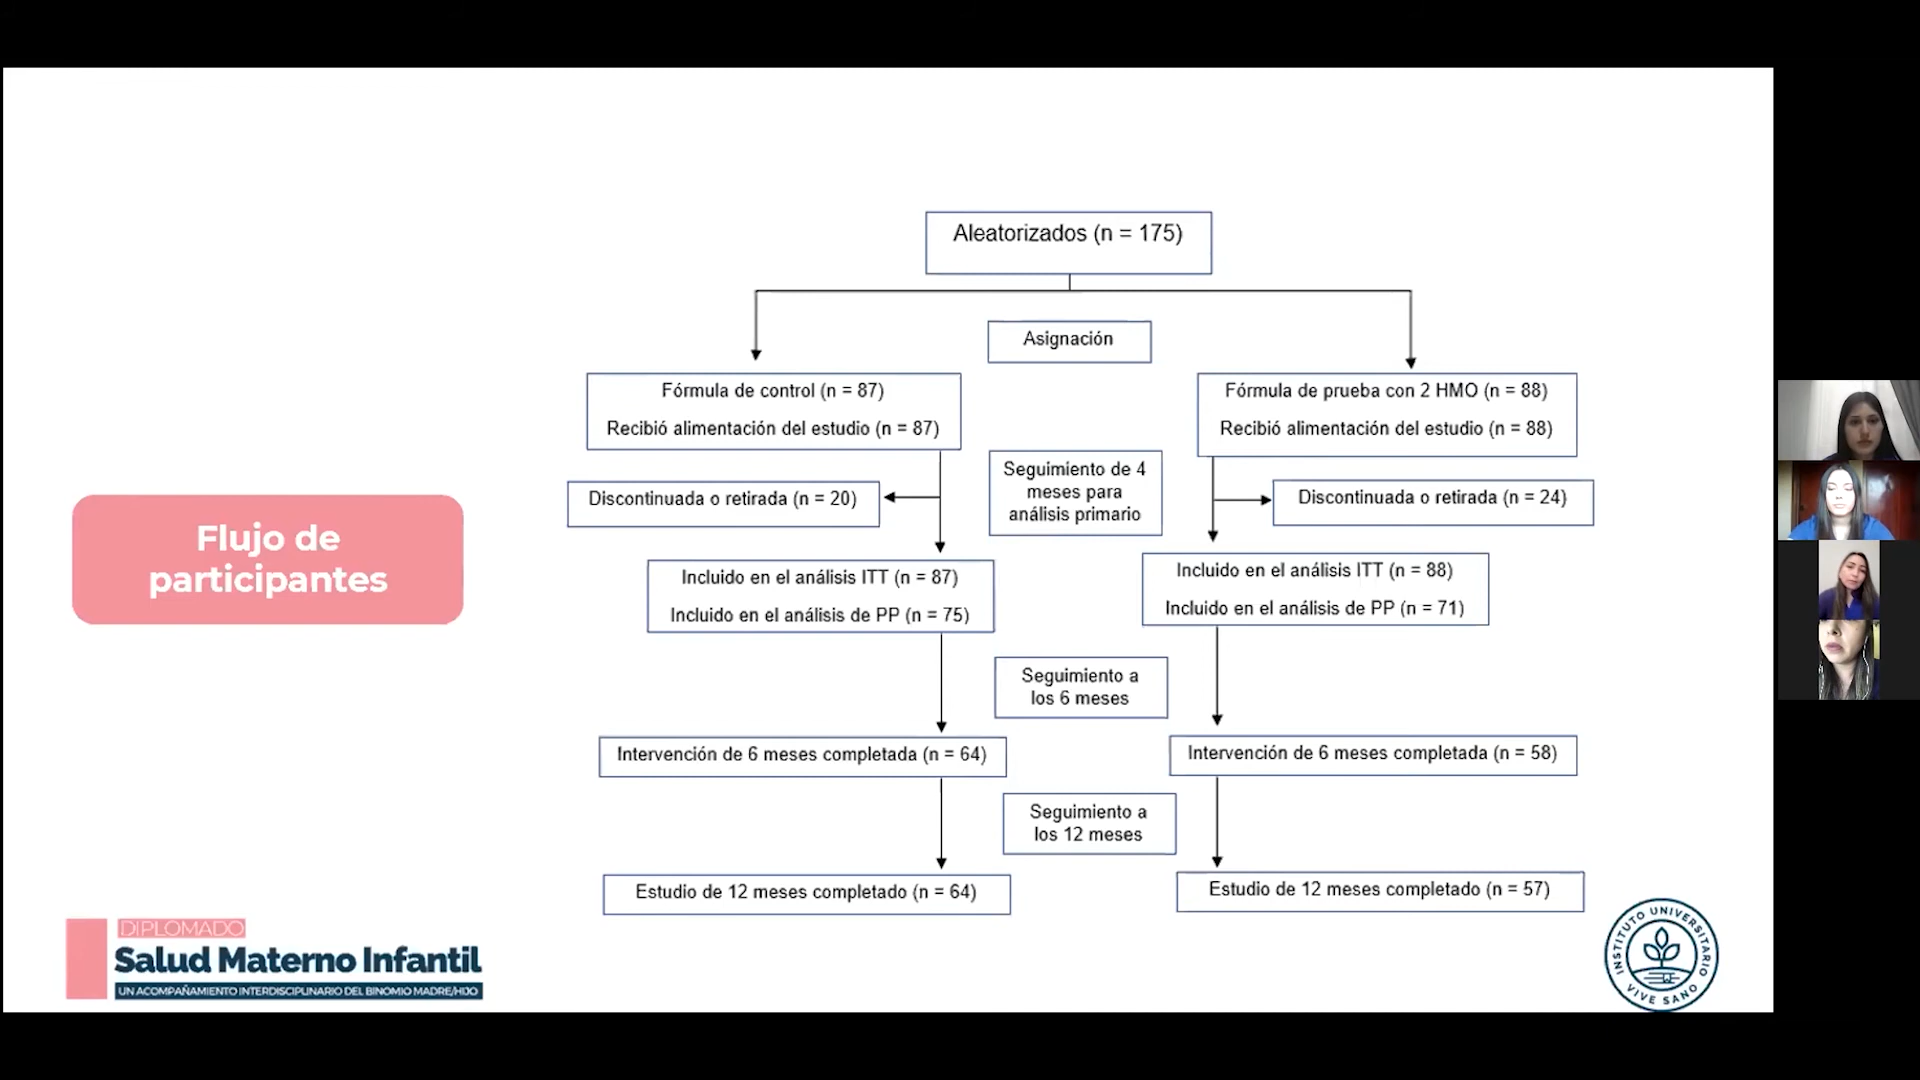 Aleatorizados (n = 175)
Asignación
Fórmula de control (n = 87)
Recibió alimentación del estudio (n = 87)
Fórmula de prueba con 2 HMO (n = 88)
Recibió alimentación del estudio (n = 88)
Seguimiento de 4
meses para
análisis primario
Discontinuada o retirada (n = 20)
Discontinuada o retirada (n = 24)
Flujo de
participantes
Incluido en el análisis ITT (n = 87)
Incluido en el análisis de PP (n = 75)
Incluido en el análisis ITT (n = 88)
Incluido en el análisis de PP (n = 71)
Seguimiento a
los 6 meses
Intervención de 6 meses completada (n = 64)
Intervención de 6 meses completada (n = 58)
Seguimiento a
los 12 meses
Estudio de 12 meses completado (n = 64)
Estudio de 12 meses completado (n = 57)
DIPLOMADO
Salud Materno Infantil
UN ACOMPAÑAMIENTO INTERDISCIPLINARIO DEL BINOMIO MADRE/HIJO
INSTITUTO UNIVERSITARIO
VIVE SANO